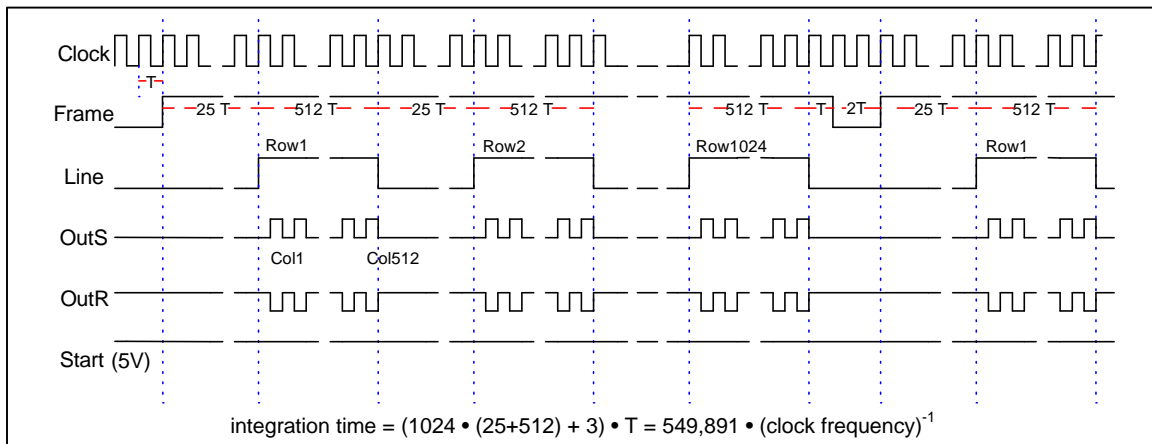 Clock
T
Frame
25 T 512 T 25 T 512 T 512 T T 2T 25 T 512 T
Row1 Row2 Row1024 Row1
Line
OutS
Col1 Col512
OutR
Start (5V)
integration time = (1024 • (25+512) + 3) • T = 549,891 • (clock frequency)⁻¹